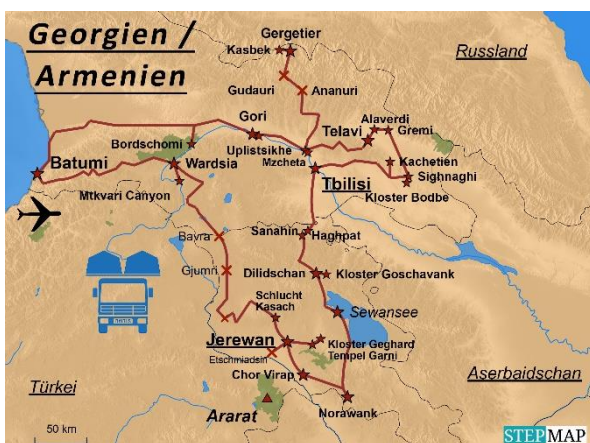 Georgien /
Armenien
Gergetier
Kasbek
Russland
Gudauri
Ananuri
Gori
Telavi
Alaverdi
Gremi
Bordschomi
Uplistsikhe
Mzcheta
Kachetien
Batumi
Wardsia
Tbilisi
Sighnaghi
Mtkvari Canyon
Kloster Bodbe
Sanahin
Haghpat
Bavra
Gjumri
Dilidschan
Kloster Goschavank
Schlucht
Kasach
Sewansee
Jerewan
Kloster Geghard
Tempel Garni
Etschmiadsin
Chor Virap
Türkei
Aserbaidschan
Ararat
Norawank
50 km
STEPMAP